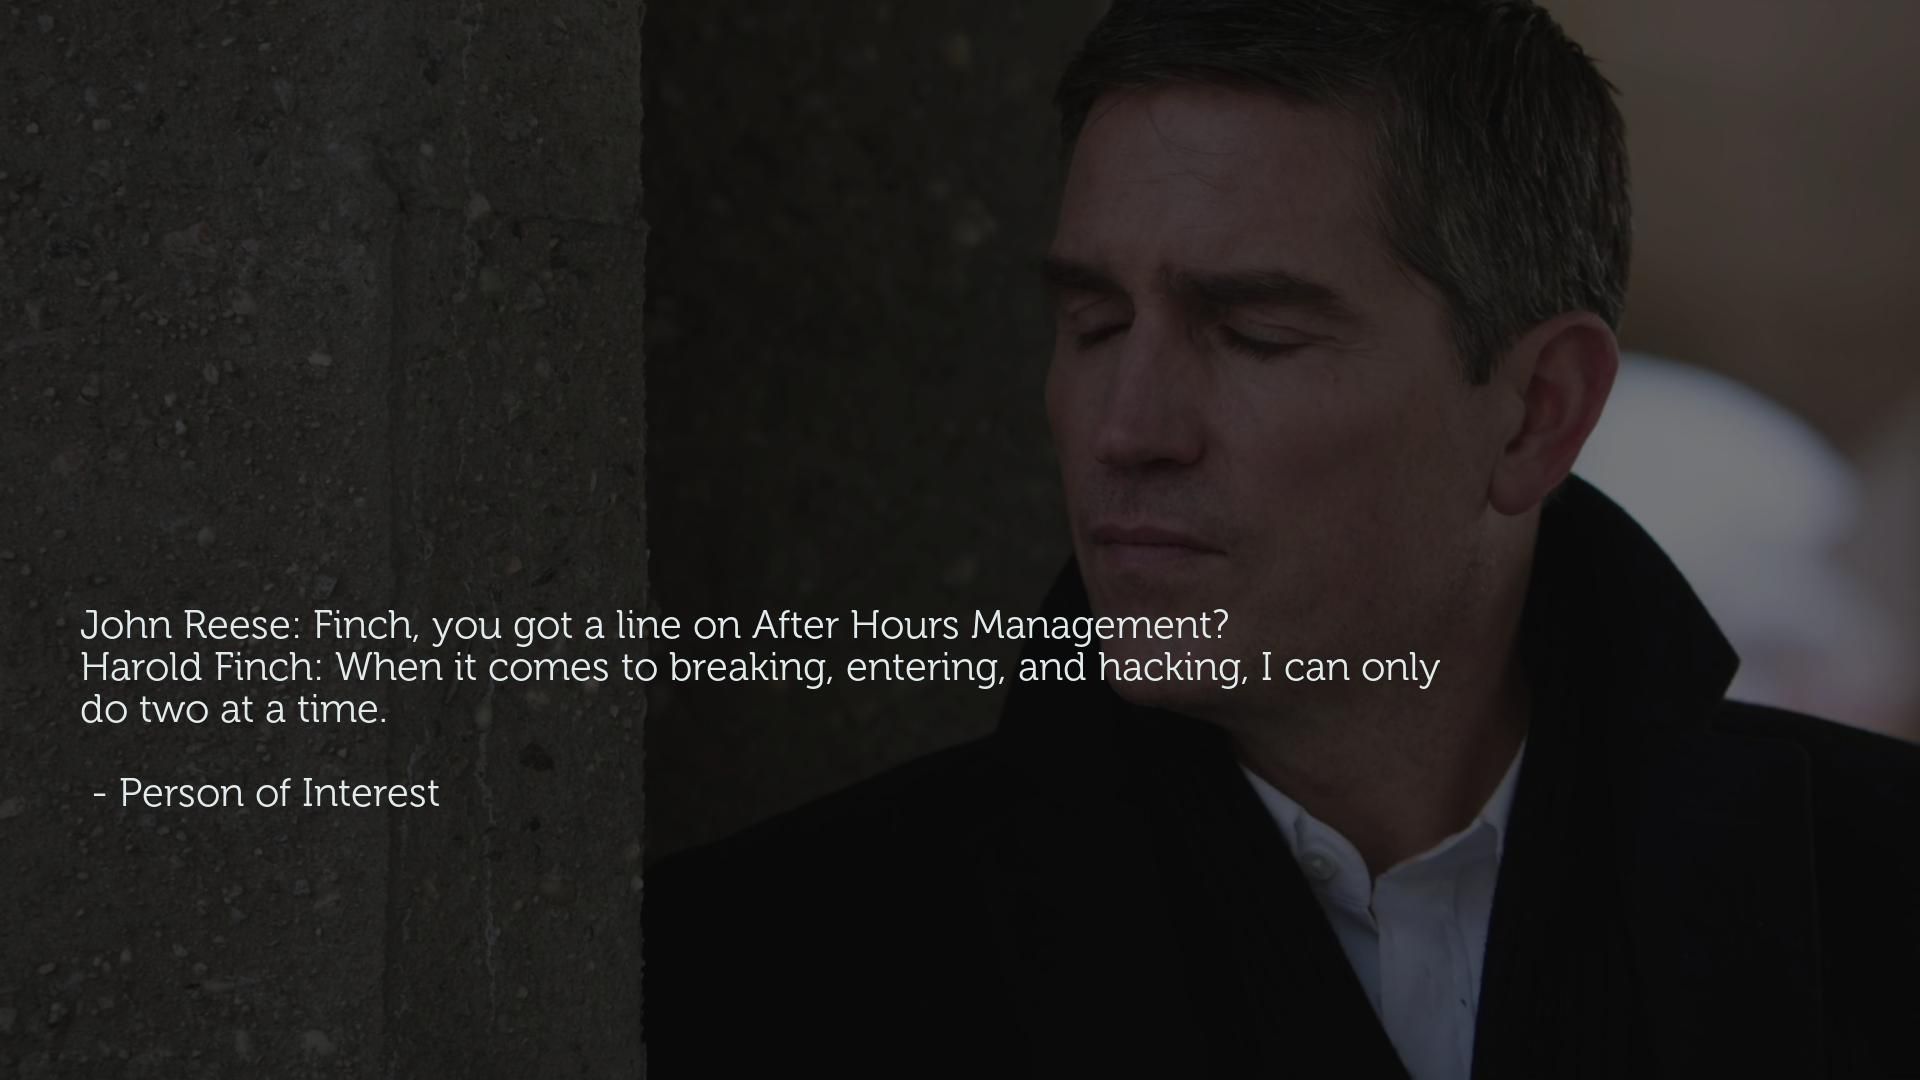 John Reese: Finch, you got a line on After Hours Management?
Harold Finch: When it comes to breaking, entering, and hacking, I can only
do two at a time.
- Person of Interest